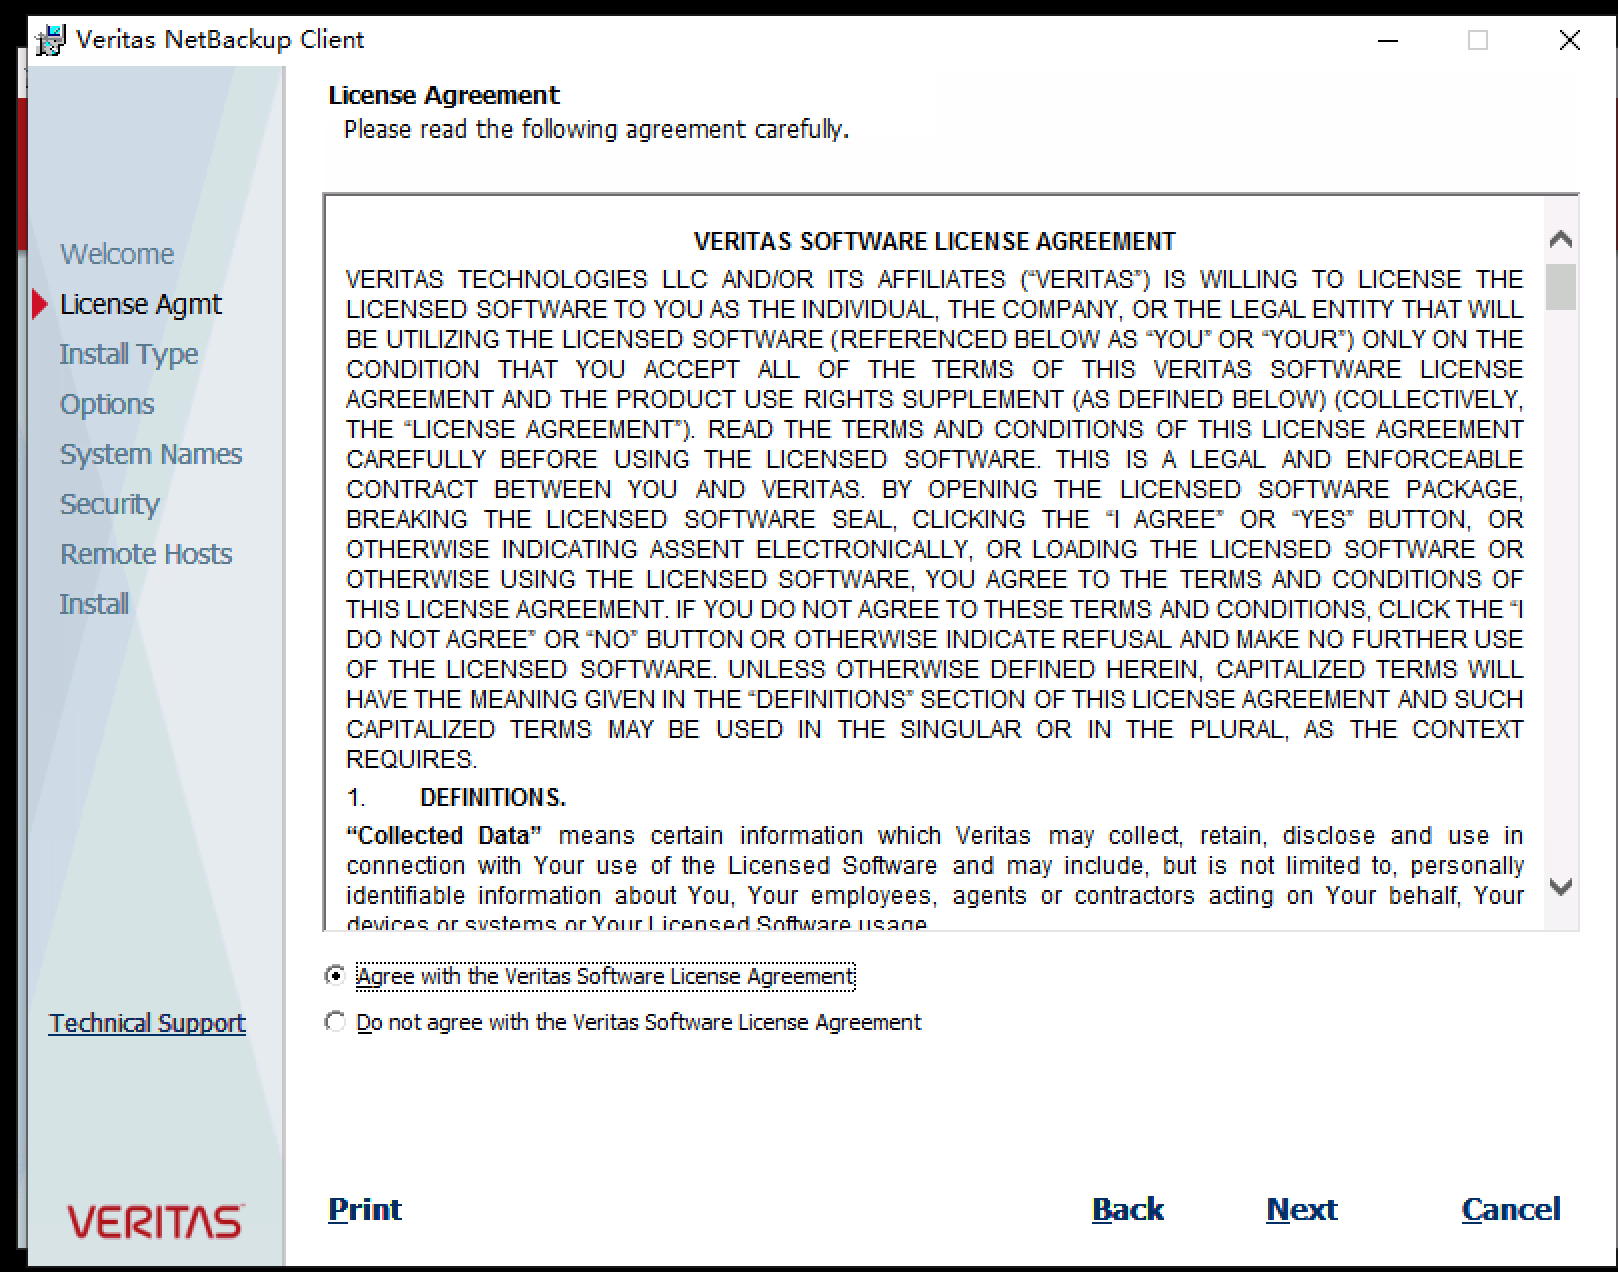 Veritas NetBackup Client
License Agreement
Please read the following agreement carefully.
Welcome
License Agmt
Install Type
Options
System Names
Security
Remote Hosts
Install
Technical Support
VERITAS
VERITAS SOFTWARE LICENSE AGREEMENT
VERITAS TECHNOLOGIES LLC AND/OR ITS AFFILIATES (“VERITAS”) IS WILLING TO LICENSE THE
LICENSED SOFTWARE TO YOU AS THE INDIVIDUAL, THE COMPANY, OR THE LEGAL ENTITY THAT WILL
BE UTILIZING THE LICENSED SOFTWARE (REFERENCED BELOW AS “YOU” OR “YOUR”) ONLY ON THE
CONDITION THAT YOU ACCEPT ALL OF THE TERMS OF THIS VERITAS SOFTWARE LICENSE
AGREEMENT AND THE PRODUCT USE RIGHTS SUPPLEMENT (AS DEFINED BELOW) (COLLECTIVELY,
THE “LICENSE AGREEMENT”). READ THE TERMS AND CONDITIONS OF THIS LICENSE AGREEMENT
CAREFULLY BEFORE USING THE LICENSED SOFTWARE. THIS IS A LEGAL AND ENFORCEABLE
CONTRACT BETWEEN YOU AND VERITAS. BY OPENING THE LICENSED SOFTWARE PACKAGE,
BREAKING THE LICENSED SOFTWARE SEAL, CLICKING THE “I AGREE” OR “YES” BUTTON, OR
OTHERWISE INDICATING ASSENT ELECTRONICALLY, OR LOADING THE LICENSED SOFTWARE OR
OTHERWISE USING THE LICENSED SOFTWARE, YOU AGREE TO THE TERMS AND CONDITIONS OF
THIS LICENSE AGREEMENT. IF YOU DO NOT AGREE TO THESE TERMS AND CONDITIONS, CLICK THE “I
DO NOT AGREE” OR “NO” BUTTON OR OTHERWISE INDICATE REFUSAL AND MAKE NO FURTHER USE
OF THE LICENSED SOFTWARE. UNLESS OTHERWISE DEFINED HEREIN, CAPITALIZED TERMS WILL
HAVE THE MEANING GIVEN IN THE “DEFINITIONS” SECTION OF THIS LICENSE AGREEMENT AND SUCH
CAPITALIZED TERMS MAY BE USED IN THE SINGULAR OR IN THE PLURAL, AS THE CONTEXT
REQUIRES.
1. DEFINITIONS.
“Collected Data” means certain information which Veritas may collect, retain, disclose and use in
connection with Your use of the Licensed Software and may include, but is not limited to, personally
identifiable information about You, Your employees, agents or contractors acting on Your behalf, Your
devices or systems or Your Licensed Software usage.
Agree with the Veritas Software License Agreement
Do not agree with the Veritas Software License Agreement
Print
Back
Next
Cancel